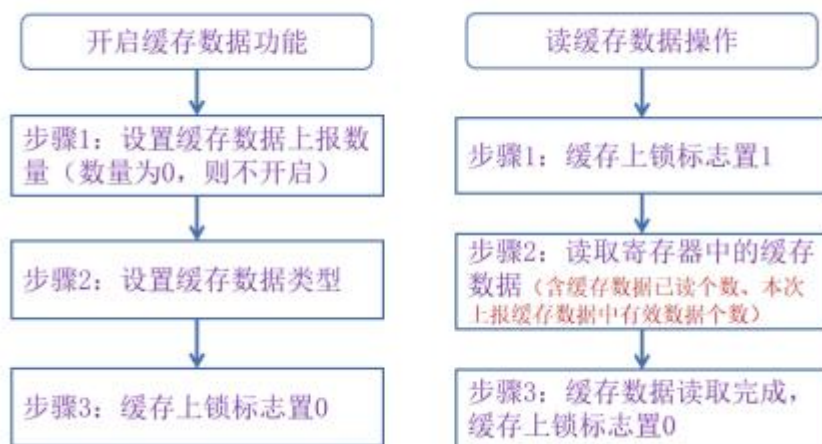 开启缓存数据功能
步骤1：设置缓存数据上报数
量（数量为0，则不开启）
步骤2：设置缓存数据类型
步骤3：缓存上锁标志置0
读缓存数据操作
步骤1：缓存上锁标志置1
步骤2：读取寄存器中的缓存
数据（含缓存数据已读个数、本次
上报缓存数据中有效数据个数）
步骤3：缓存数据读取完成，
缓存上锁标志置0